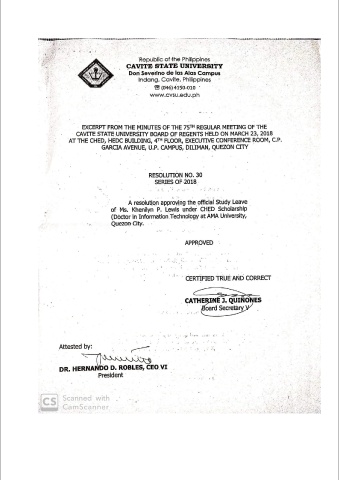 Republic of the Philippines
CAVITE STATE UNIVERSITY
Don Severino de las Alas Campus
Indang, Cavite, Philippines
☎ (046) 4150-010
www.cvsu.edu.ph
EXCERPT FROM THE MINUTES OF THE 75TH REGULAR MEETING OF THE
CAVITE STATE UNIVERSITY BOARD OF REGENTS HELD ON MARCH 23, 2018
AT THE CHED, HEDC BUILDING, 4TH FLOOR, EXECUTIVE CONFERENCE ROOM, C.P.
GARCIA AVENUE, U.P. CAMPUS, DILIMAN, QUEZON CITY
RESOLUTION NO. 30
SERIES OF 2018
A resolution approving the official Study Leave
of Ms. Khenilyn P. Lewis under CHED Scholarship
(Doctor in Information Technology at AMA University,
Quezon City.
APPROVED
CERTIFIED TRUE AND CORRECT
CATHERINE J. QUIÑONES
Board Secretary V
Attested by:
DR. HERNANDO D. ROBLES, CEO VI
President
CS Scanned with
CamScanner